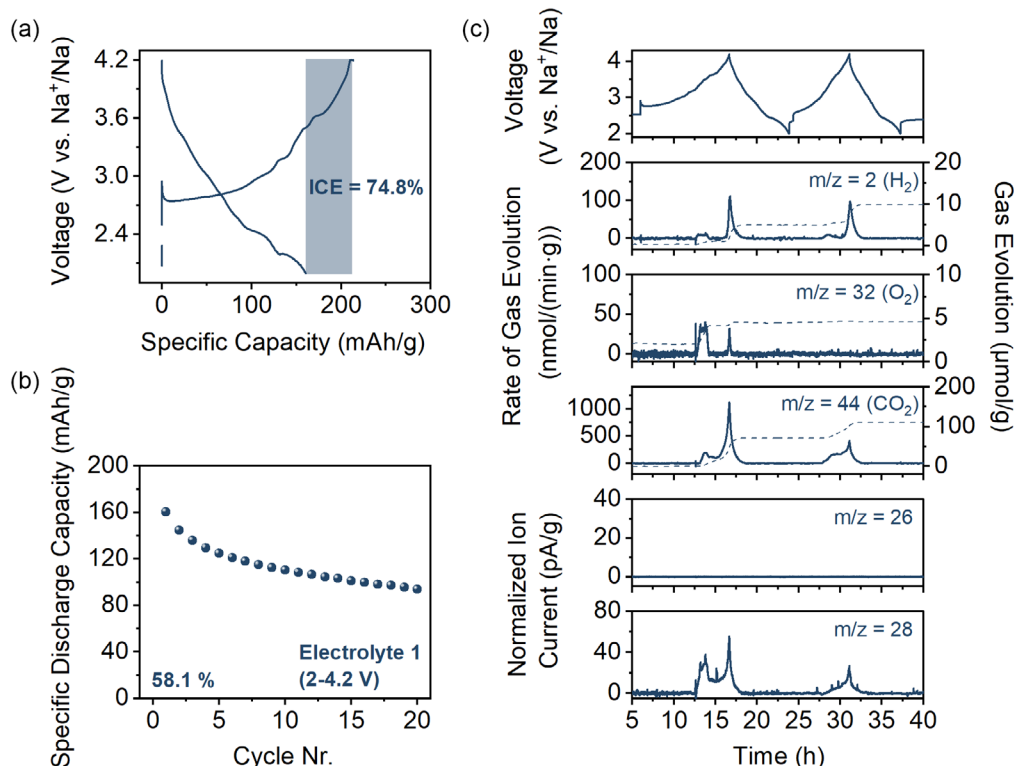 (a)
Voltage (V vs. Na⁺/Na)
4.2
3.6
3.0
2.4
ICE = 74.8%
0
100
200
300
Specific Capacity (mAh/g)
(b)
Specific Discharge Capacity (mAh/g)
200
160
120
80
40
0
58.1 %
Electrolyte 1
(2-4.2 V)
0
5
10
15
20
Cycle Nr.
(c)
Voltage
(V vs. Na⁺/Na)
4
3
2
Rate of Gas Evolution
(nmol/(min·g))
Gas Evolution (μmol/g)
200
100
0
m/z = 2 (H₂)
20
10
0
100
50
0
m/z = 32 (O₂)
10
5
0
1000
500
0
m/z = 44 (CO₂)
200
100
0
Normalized Ion
Current (pA/g)
40
20
0
m/z = 26
80
40
0
m/z = 28
5
10
15
20
25
30
35
40
Time (h)